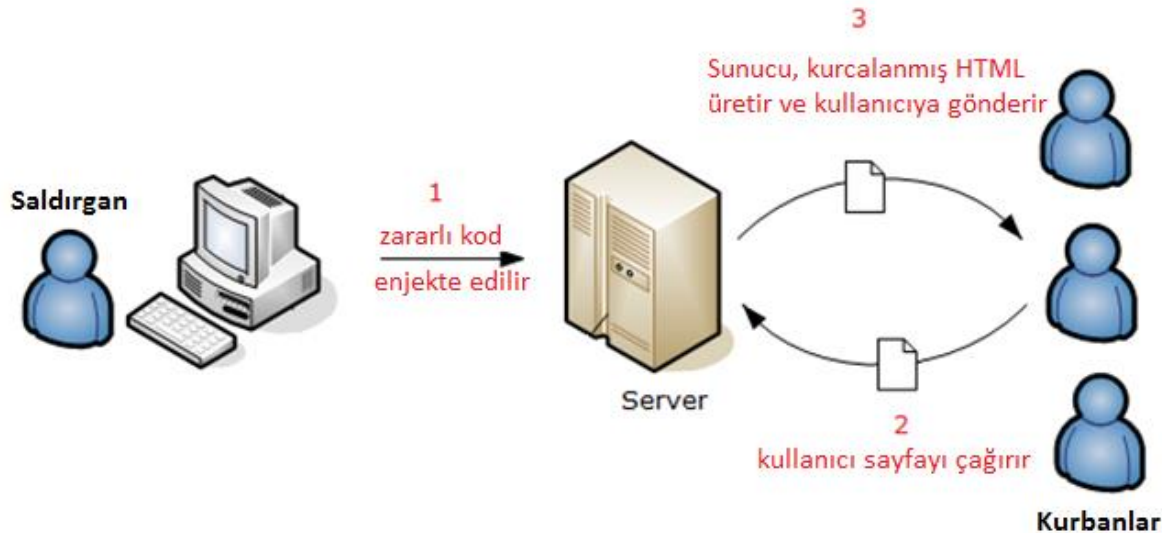 Saldırgan
1
zararlı kod
enjekte edilir
Server
3
Sunucu, kurcalanmış HTML
üretir ve kullanıcıya gönderir
2
kullanıcı sayfayı çağırır
Kurbanlar